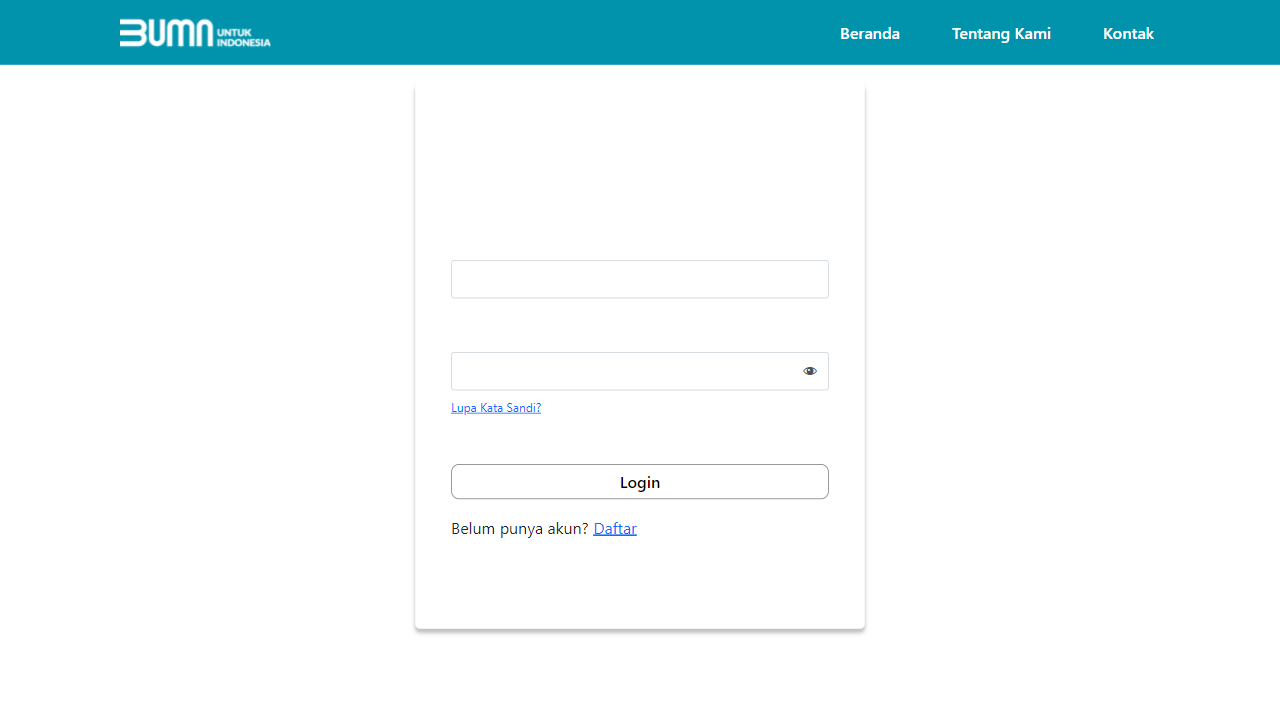 BUMN UNTUK
INDONESIA
Beranda
Tentang Kami
Kontak
Lupa Kata Sandi?
Login
Belum punya akun? Daftar